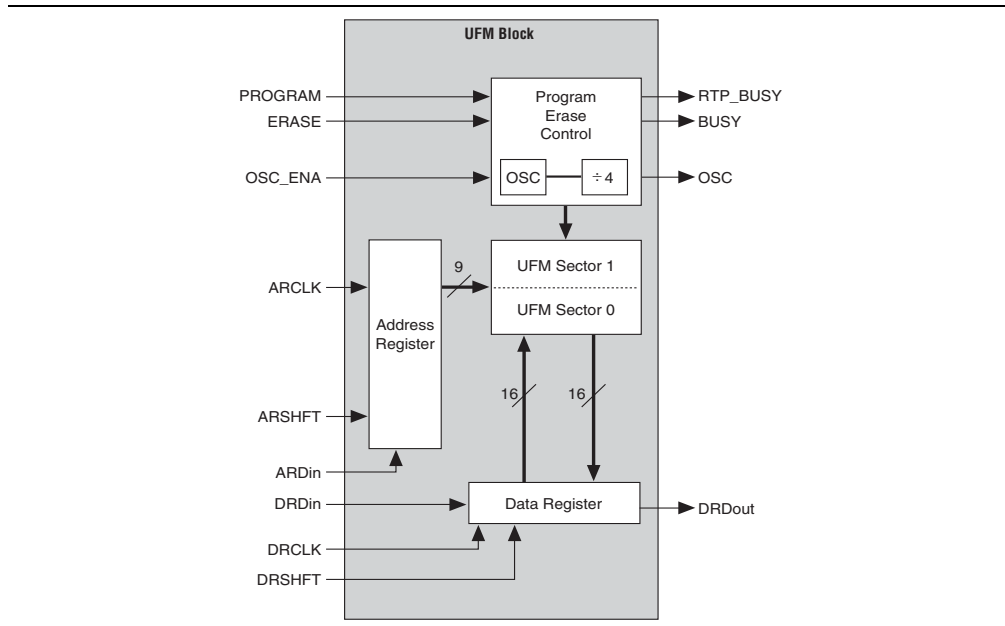 UFM Block
PROGRAM
ERASE
OSC_ENA
Program
Erase
Control
OSC
÷4
RTP_BUSY
BUSY
OSC
ARCLK
ARSHFT
Address
Register
9
UFM Sector 1
UFM Sector 0
16
16
ARDin
DRDin
DRCLK
DRSHFT
Data Register
DRDout